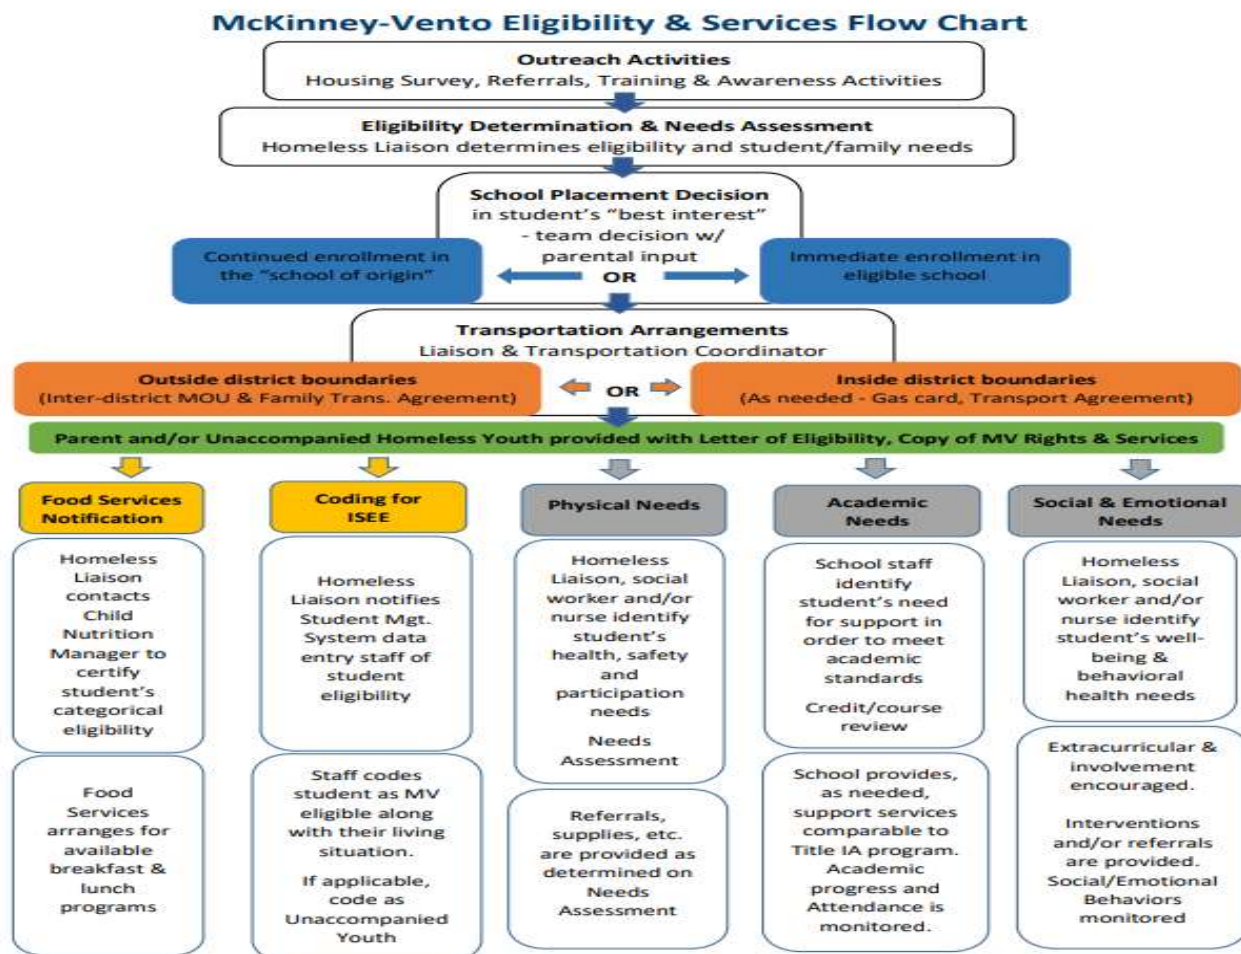 McKinney-Vento Eligibility & Services Flow Chart
Outreach Activities
Housing Survey, Referrals, Training & Awareness Activities
Eligibility Determination & Needs Assessment
Homeless Liaison determines eligibility and student/family needs
School Placement Decision
in student's "best interest"
- team decision w/
parental input
OR
Continued enrollment in
the "school of origin"
Immediate enrollment in
eligible school
Transportation Arrangements
Liaison & Transportation Coordinator
Outside district boundaries
(Inter-district MOU & Family Trans. Agreement)
OR
Inside district boundaries
(As needed - Gas card, Transport Agreement)
Parent and/or Unaccompanied Homeless Youth provided with Letter of Eligibility, Copy of MV Rights & Services
Food Services
Notification
Homeless
Liaison
contacts
Child
Nutrition
Manager to
certify
student's
categorical
eligibility
Food
Services
arranges for
available
breakfast &
lunch
programs
Coding for
ISEE
Homeless
Liaison notifies
Student Mgt.
System data
entry staff of
student
eligibility
Staff codes
student as MV
eligible along
with their living
situation.
If applicable,
code as
Unaccompanied
Youth
Physical Needs
Homeless
Liaison, social
worker and/or
nurse identify
student's
health, safety
and
participation
needs
Needs
Assessment
Referrals,
supplies, etc.
are provided as
determined on
Needs
Assessment
Academic
Needs
School staff
identify
student's need
for support in
order to meet
academic
standards
Credit/course
review
School provides,
as needed,
support services
comparable to
Title IA program.
Academic
progress and
Attendance is
monitored.
Social & Emotional
Needs
Homeless
Liaison, social
worker and/or
nurse identify
student's well-
being &
behavioral
health needs
Extracurricular &
involvement
encouraged.
Interventions
and/or referrals
are provided.
Social/Emotional
Behaviors
monitored